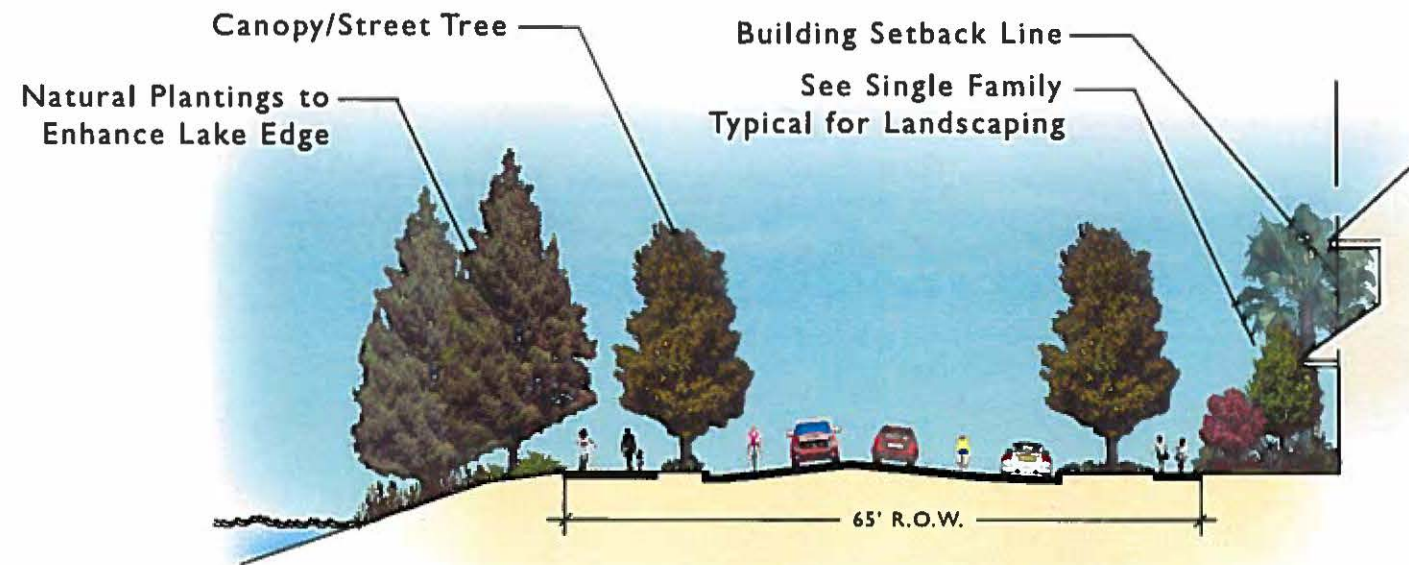 Canopy/Street Tree
Natural Plantings to
Enhance Lake Edge
Building Setback Line
See Single Family
Typical for Landscaping
65' R.O.W.